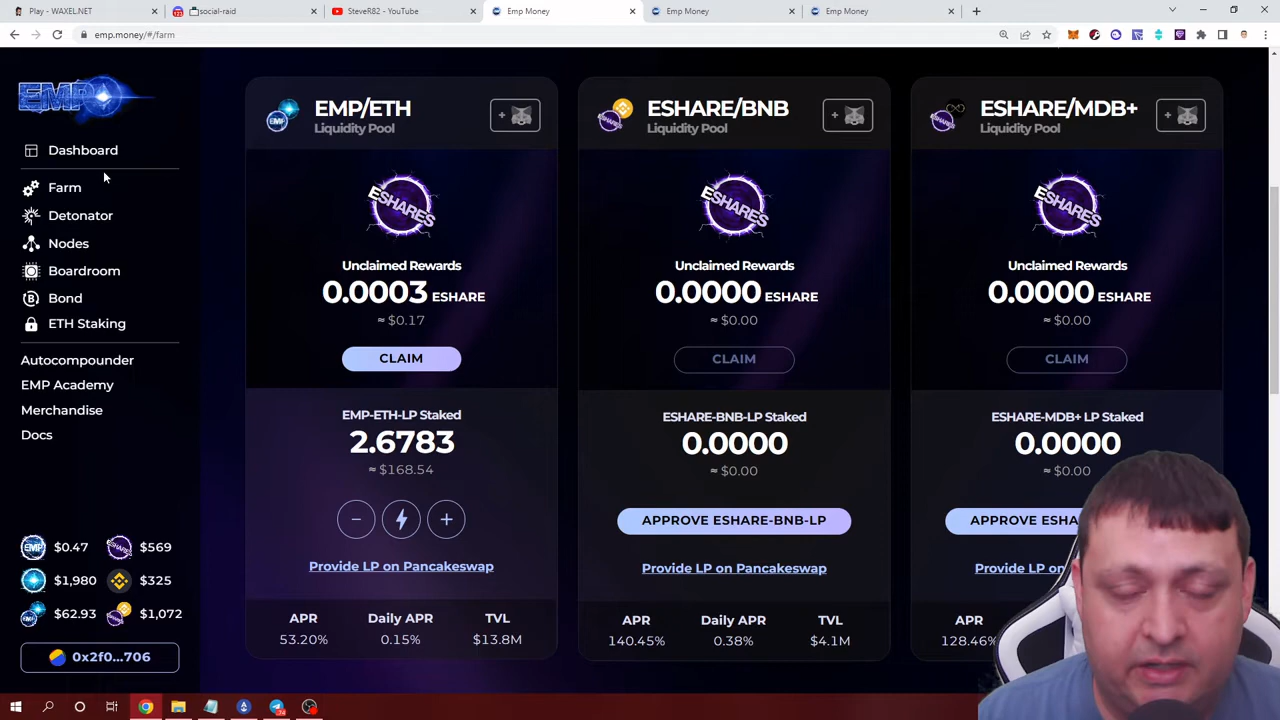 Play - WAXEL.NET
social-raid
SteveR82 - YouTube
Emp Money
Emp Money
Emp Money
emp.money/#/farm
EMP
Dashboard
Farm
Detonator
Nodes
Boardroom
Bond
ETH Staking
Autocompounder
EMP Academy
Merchandise
Docs
$0.47
$569
$1,980
$325
$62.93
$1,072
0x2f0...706
EMP/ETH
Liquidity Pool
+
ESHARES
Unclaimed Rewards
0.0003 ESHARE
≈ $0.17
CLAIM
EMP-ETH-LP Staked
2.6783
≈ $168.54
Provide LP on Pancakeswap
APR
Daily APR
TVL
53.20%
0.15%
$13.8M
ESHARE/BNB
Liquidity Pool
+
ESHARES
Unclaimed Rewards
0.0000 ESHARE
≈ $0.00
CLAIM
ESHARE-BNB-LP Staked
0.0000
≈ $0.00
APPROVE ESHARE-BNB-LP
Provide LP on Pancakeswap
APR
Daily APR
TVL
140.45%
0.38%
$4.1M
ESHARE/MDB+
Liquidity Pool
+
ESHARES
Unclaimed Rewards
0.0000 ESHARE
≈ $0.00
CLAIM
ESHARE-MDB+ LP Staked
0.0000
≈ $0.00
APPROVE ESHA
Provide LP on
APR
128.46%